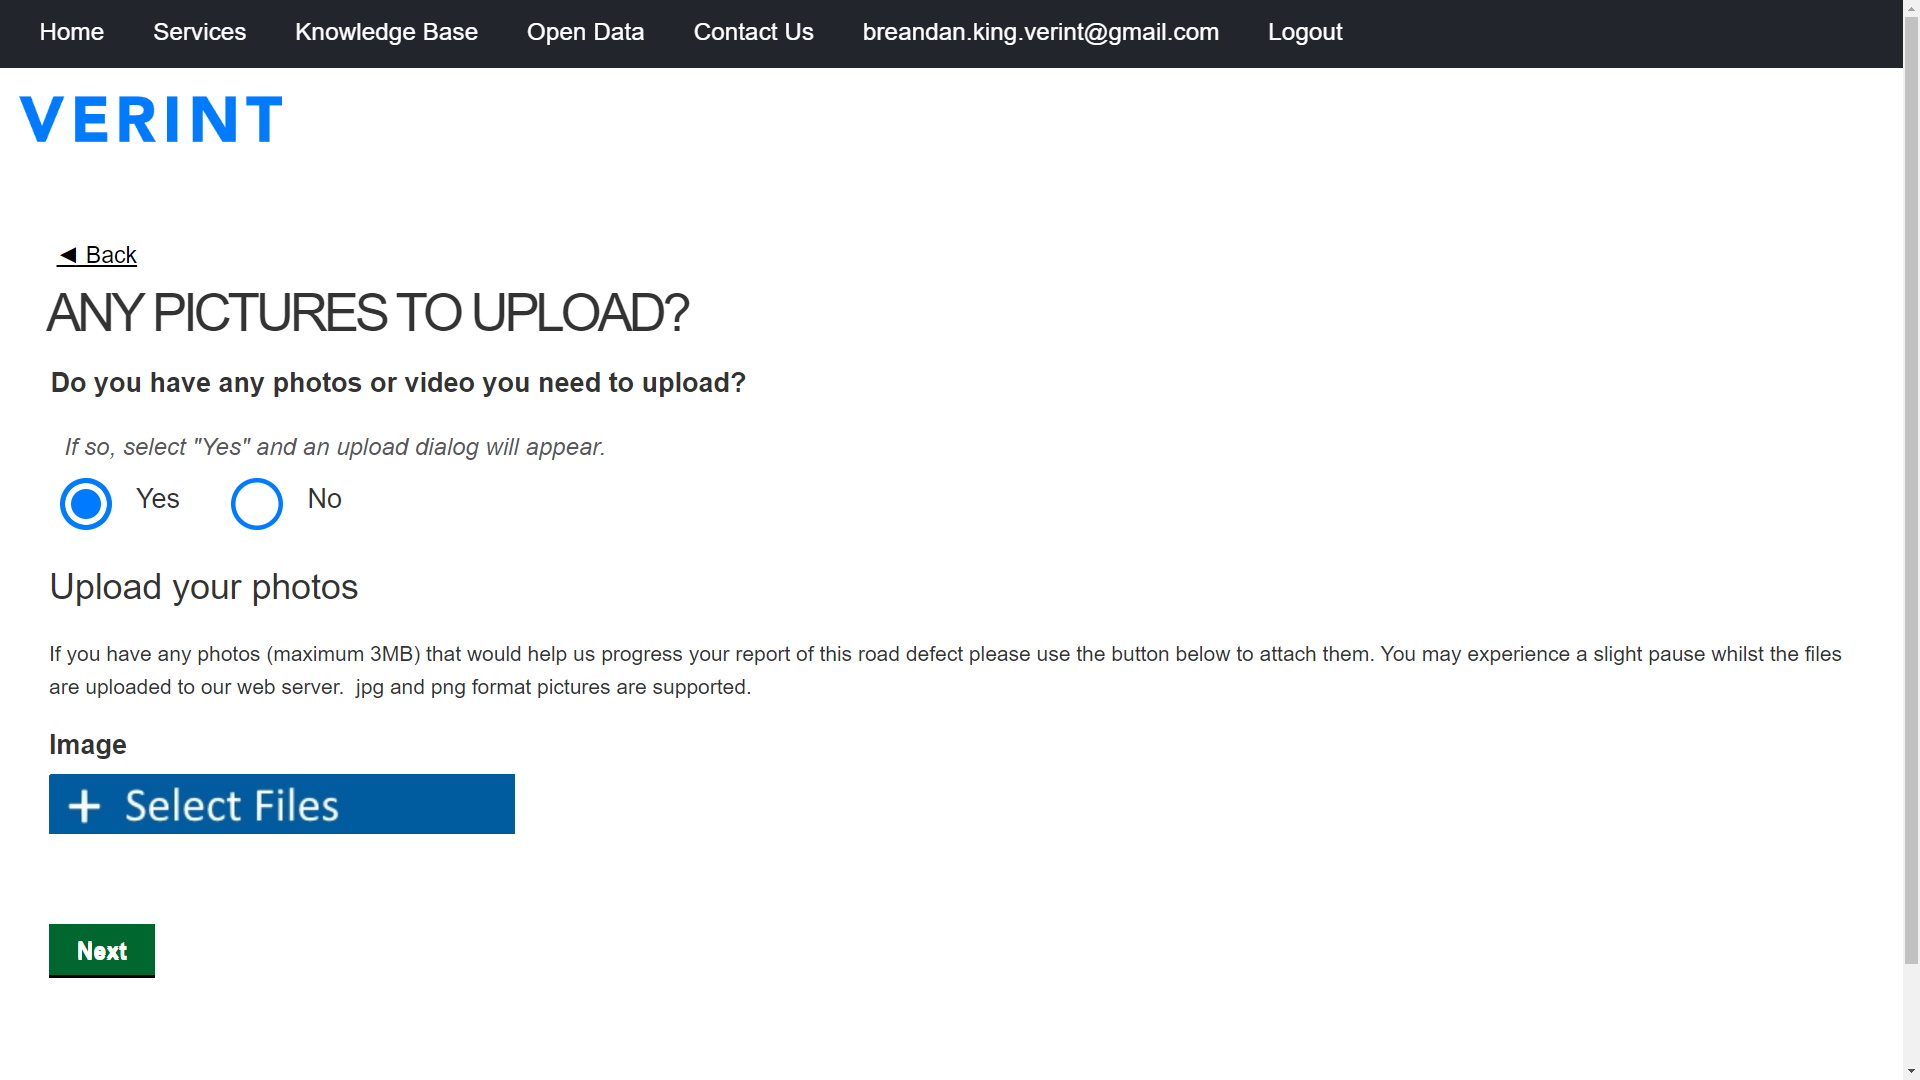 Home Services Knowledge Base Open Data Contact Us breandan.king.verint@gmail.com Logout
VERINT
◄ Back
ANY PICTURES TO UPLOAD?
Do you have any photos or video you need to upload?
If so, select "Yes" and an upload dialog will appear.
Yes No
Upload your photos
If you have any photos (maximum 3MB) that would help us progress your report of this road defect please use the button below to attach them. You may experience a slight pause whilst the files
are uploaded to our web server.  jpg and png format pictures are supported.
Image
+ Select Files
Next